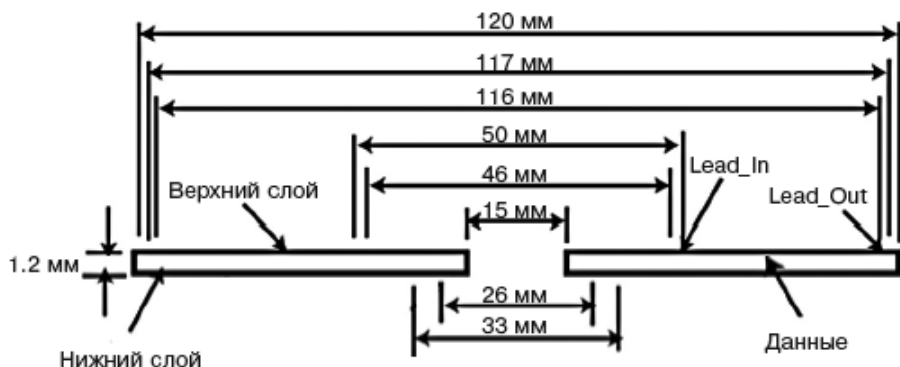 120 мм
117 мм
116 мм
50 мм
Lead_In
46 мм
Верхний слой
Lead_Out
15 мм
1.2 мм
26 мм
33 мм
Данные
Нижний слой